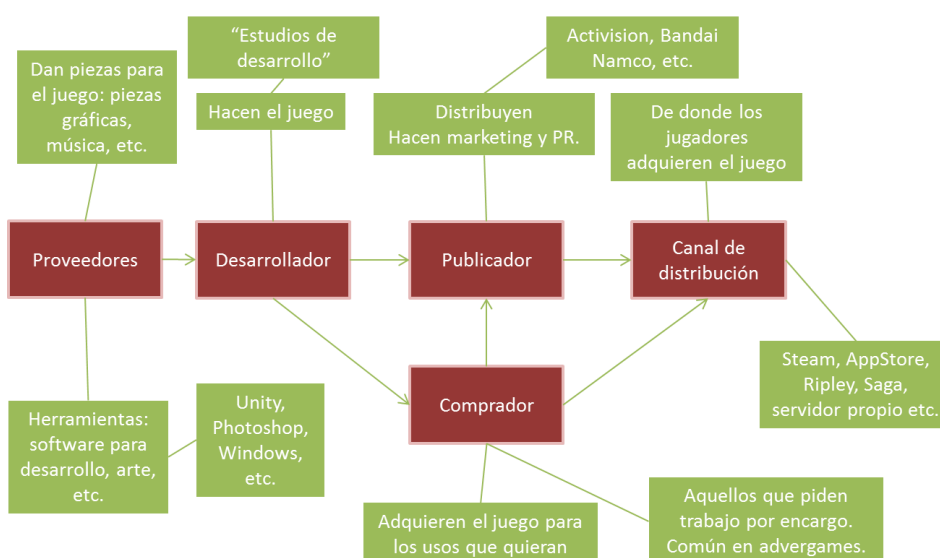 "Estudios de
desarrollo"
Activision, Bandai
Namco, etc.
Dan piezas para
el juego: piezas
gráficas,
música, etc.
Hacen el juego
Distribuyen
Hacen marketing y PR.
De donde los
jugadores
adquieren el juego
Proveedores
Desarrollador
Publicador
Canal de
distribución
Comprador
Steam, AppStore,
Ripley, Saga,
servidor propio etc.
Herramientas:
software para
desarrollo, arte,
etc.
Unity,
Photoshop,
Windows,
etc.
Adquieren el juego para
los usos que quieran
Aquellos que piden
trabajo por encargo.
Común en advergames.